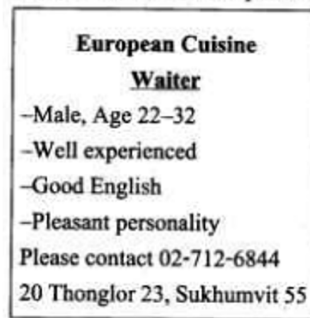 European Cuisine
Waiter
–Male, Age 22–32
–Well experienced
–Good English
–Pleasant personality
Please contact 02-712-6844
20 Thonglor 23, Sukhumvit 55